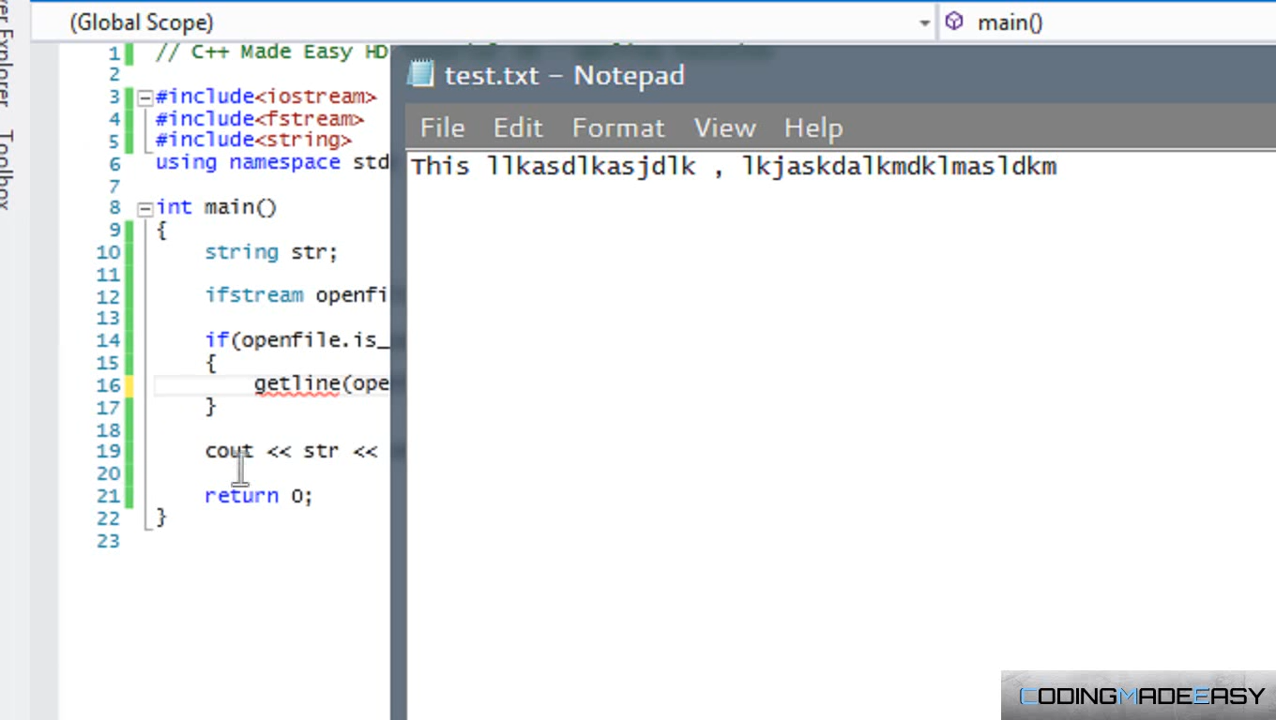 er Explorer
Toolbox
(Global Scope)
main()
1 // C++ Made Easy HD
2
3 #include<iostream>
4 #include<fstream>
5 #include<string>
6 using namespace std
7
8 int main()
9 {
10 string str;
11
12 ifstream openfi
13
14 if(openfile.is_
15 {
16 getline(ope
17 }
18
19 cout << str <<
20
21 return 0;
22 }
23
test.txt - Notepad
File Edit Format View Help
This llkasdlkasjdlk , lkjaskdalkmdklmasldkm
CODINGMADEEASY